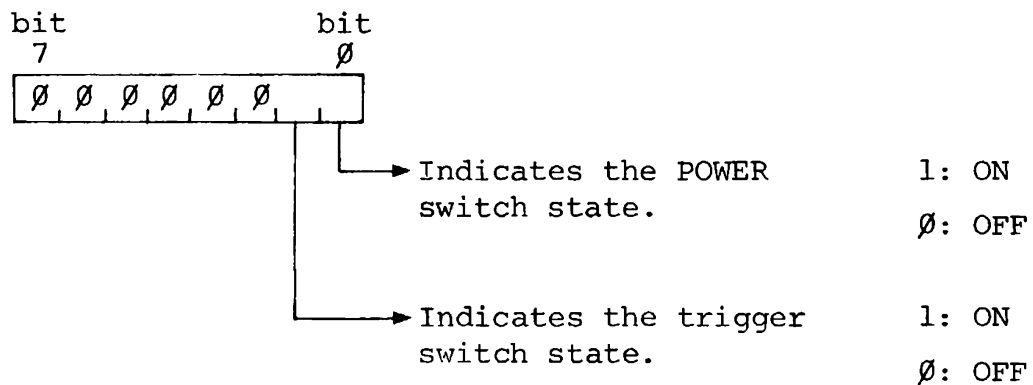 bit bit
7 Ø
Ø Ø Ø Ø Ø Ø
Indicates the POWER 1: ON
switch state.
Ø: OFF
Indicates the trigger 1: ON
switch state.
Ø: OFF